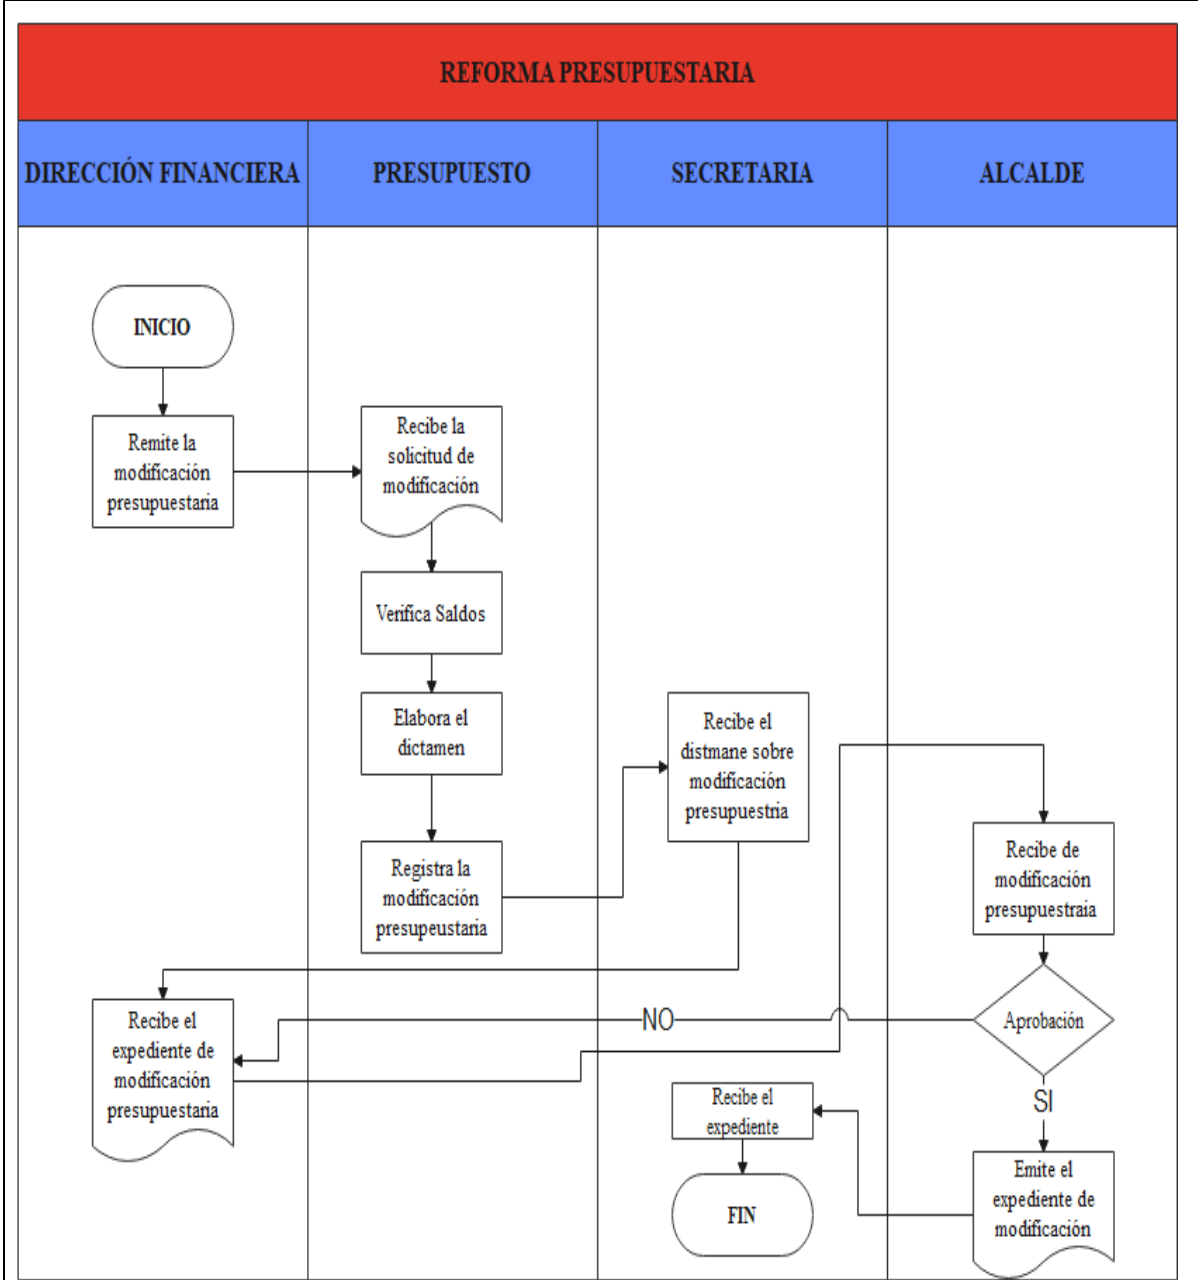 REFORMA PRESUPUESTARIA
DIRECCIÓN FINANCIERA
PRESUPUESTO
SECRETARIA
ALCALDE
INICIO
Remite la
modificación
presupuestaria
Recibe la
solicitud de
modificación
Verifica Saldos
Elabora el
dictamen
Registra la
modificación
presupeustaria
Recibe el
distmane sobre
modificación
presupuestria
Recibe el
expediente de
modificación
presupuestaria
Recibe de
modificación
presupuestraia
Aprobación
NO
SI
Emite el
expediente de
modificación
Recibe el
expediente
FIN